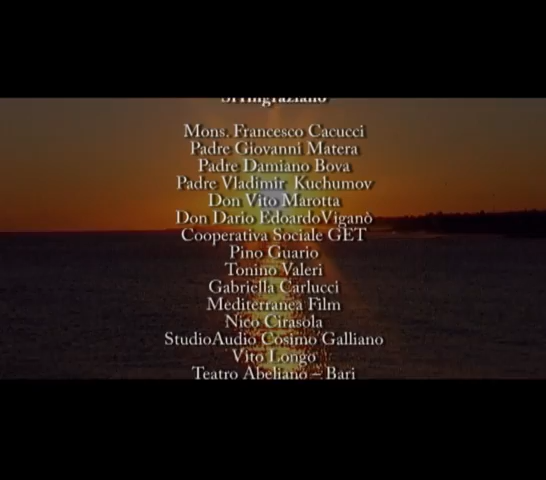 Si ringraziano
Mons. Francesco Cacucci
Padre Giovanni Matera
Padre Damiano Bova
Padre Vladimir Kuchumov
Don Vito Marotta
Don Dario EdoardoViganò
Cooperativa Sociale GET
Pino Guario
Tonino Valeri
Gabriella Carlucci
Mediterranea Film
Nico Cirasola
StudioAudio Cosimo Galliano
Vito Longo
Teatro Abeliano – Bari